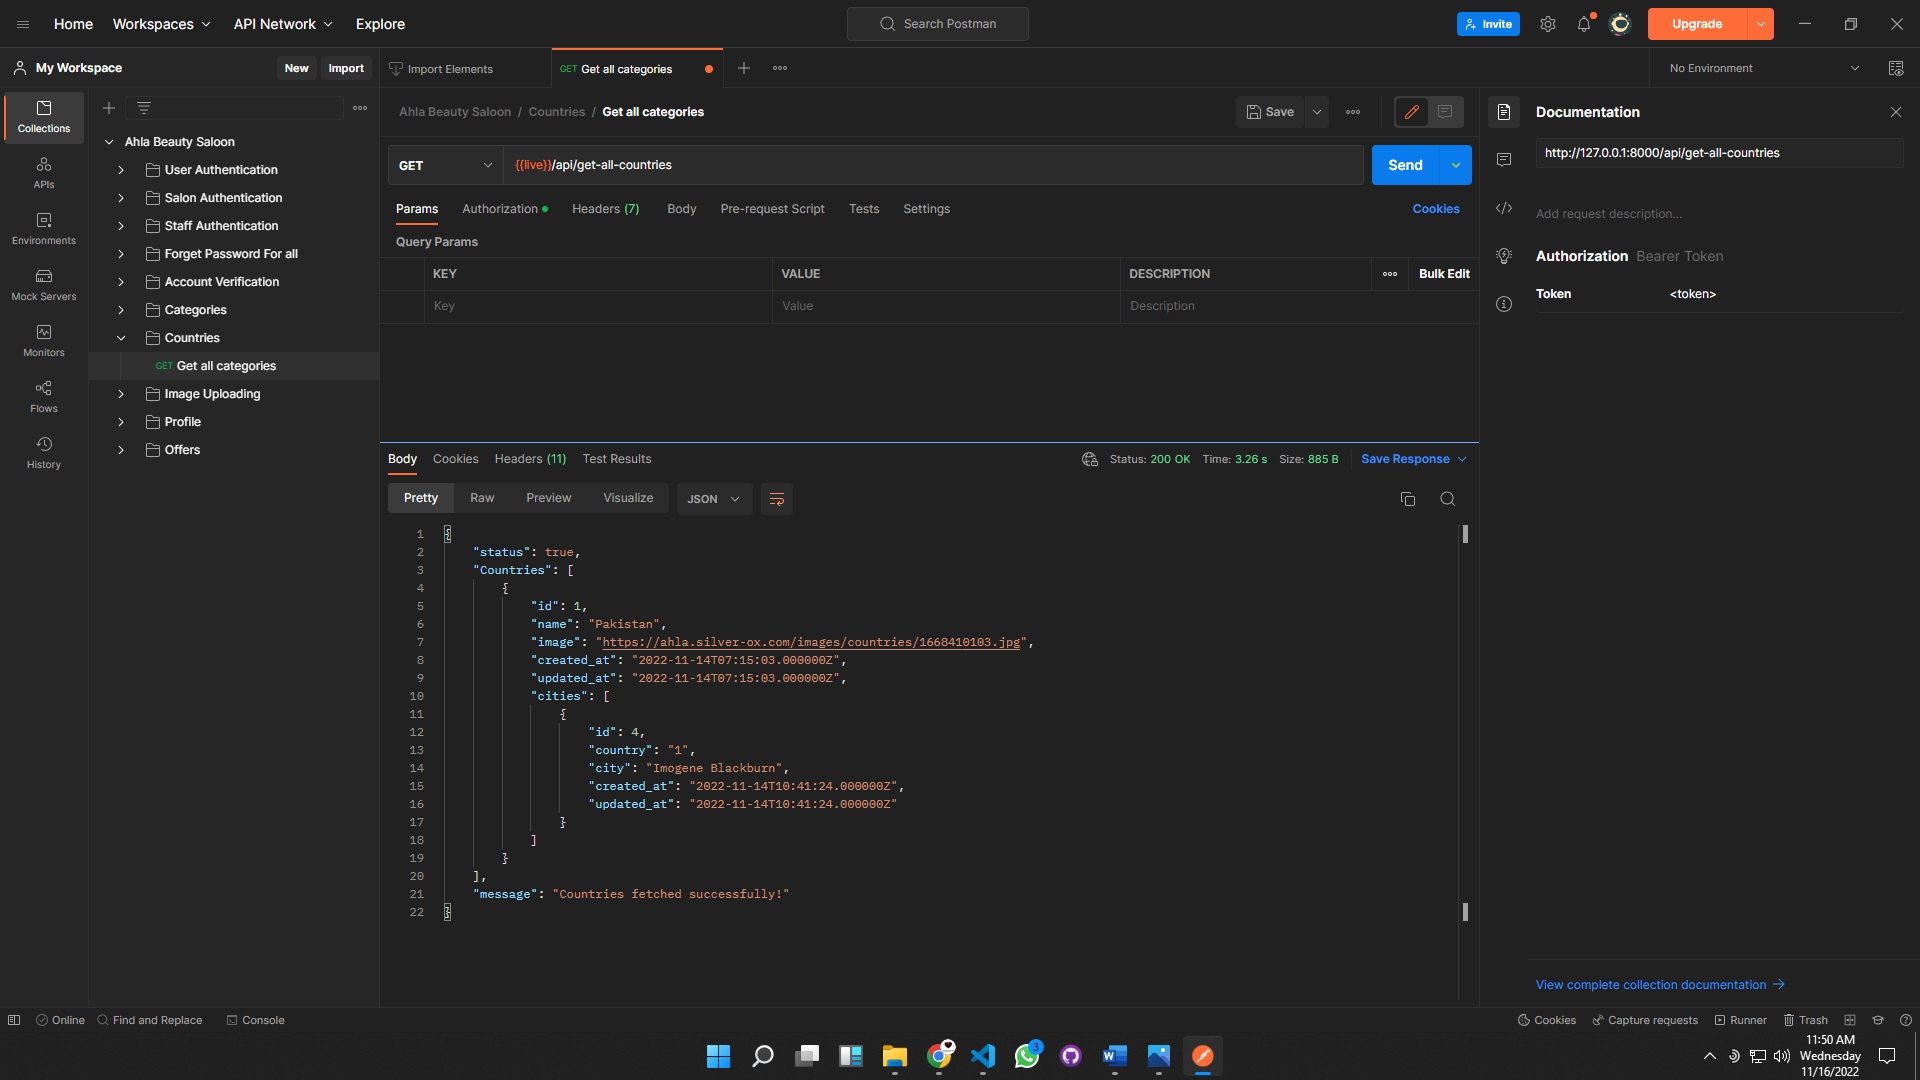 Home Workspaces API Network Explore Search Postman Invite Upgrade
My Workspace New Import Import Elements GET Get all categories No Environment
Collections
APIs
Environments
Mock Servers
Monitors
Flows
History
Ahla Beauty Saloon
User Authentication
Salon Authentication
Staff Authentication
Forget Password For all
Account Verification
Categories
Countries
GET Get all categories
Image Uploading
Profile
Offers
Ahla Beauty Saloon / Countries / Get all categories Save
GET {{live}}/api/get-all-countries Send
Params Authorization Headers (7) Body Pre-request Script Tests Settings Cookies
Query Params
KEY VALUE DESCRIPTION Bulk Edit
Key Value Description
Body Cookies Headers (11) Test Results Status: 200 OK Time: 3.26 s Size: 885 B Save Response
Pretty Raw Preview Visualize JSON
1 {
2 "status": true,
3 "Countries": [
4 {
5 "id": 1,
6 "name": "Pakistan",
7 "image": "https://ahla.silver-ox.com/images/countries/1668410103.jpg",
8 "created_at": "2022-11-14T07:15:03.000000Z",
9 "updated_at": "2022-11-14T07:15:03.000000Z",
10 "cities": [
11 {
12 "id": 4,
13 "country": "1",
14 "city": "Imogene Blackburn",
15 "created_at": "2022-11-14T10:41:24.000000Z",
16 "updated_at": "2022-11-14T10:41:24.000000Z"
17 }
18 ]
19 }
20 ],
21 "message": "Countries fetched successfully!"
22 }
Documentation
http://127.0.0.1:8000/api/get-all-countries
Add request description...
Authorization Bearer Token
Token <token>
View complete collection documentation →
Online Find and Replace Console Cookies Capture requests Runner Trash
3
11:50 AM
Wednesday
11/16/2022